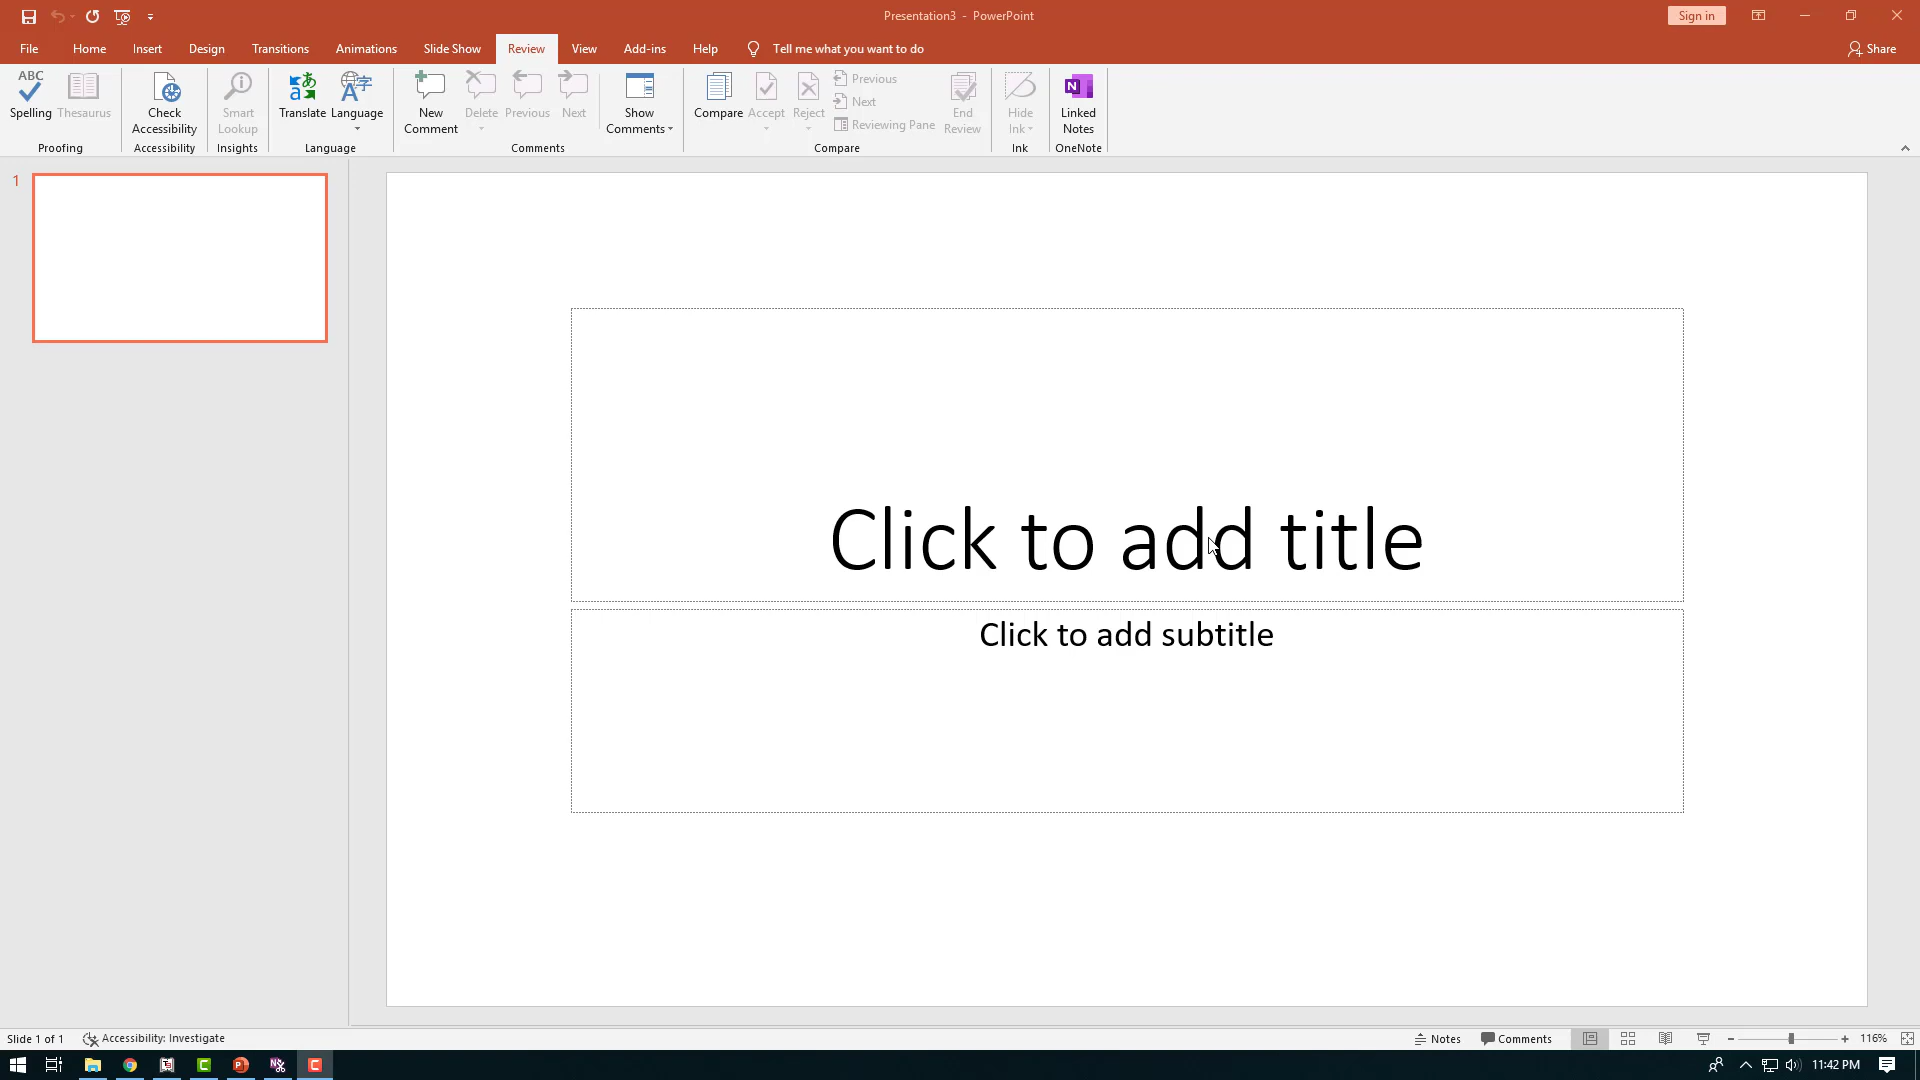 Presentation3 - PowerPoint
Sign in
File Home Insert Design Transitions Animations Slide Show Review View Add-ins Help Tell me what you want to do Share
ABC
Spelling Thesaurus
Proofing
Check
Accessibility
Accessibility
Smart
Lookup
Insights
Translate Language
Language
New
Comment
Delete Previous Next
Show
Comments
Comments
Compare Accept Reject
Previous
Next
Reviewing Pane
End
Review
Compare
Hide
Ink
Ink
Linked
Notes
OneNote
1
Click to add title
Click to add subtitle
Slide 1 of 1 Accessibility: Investigate Notes Comments 116%
11:42 PM